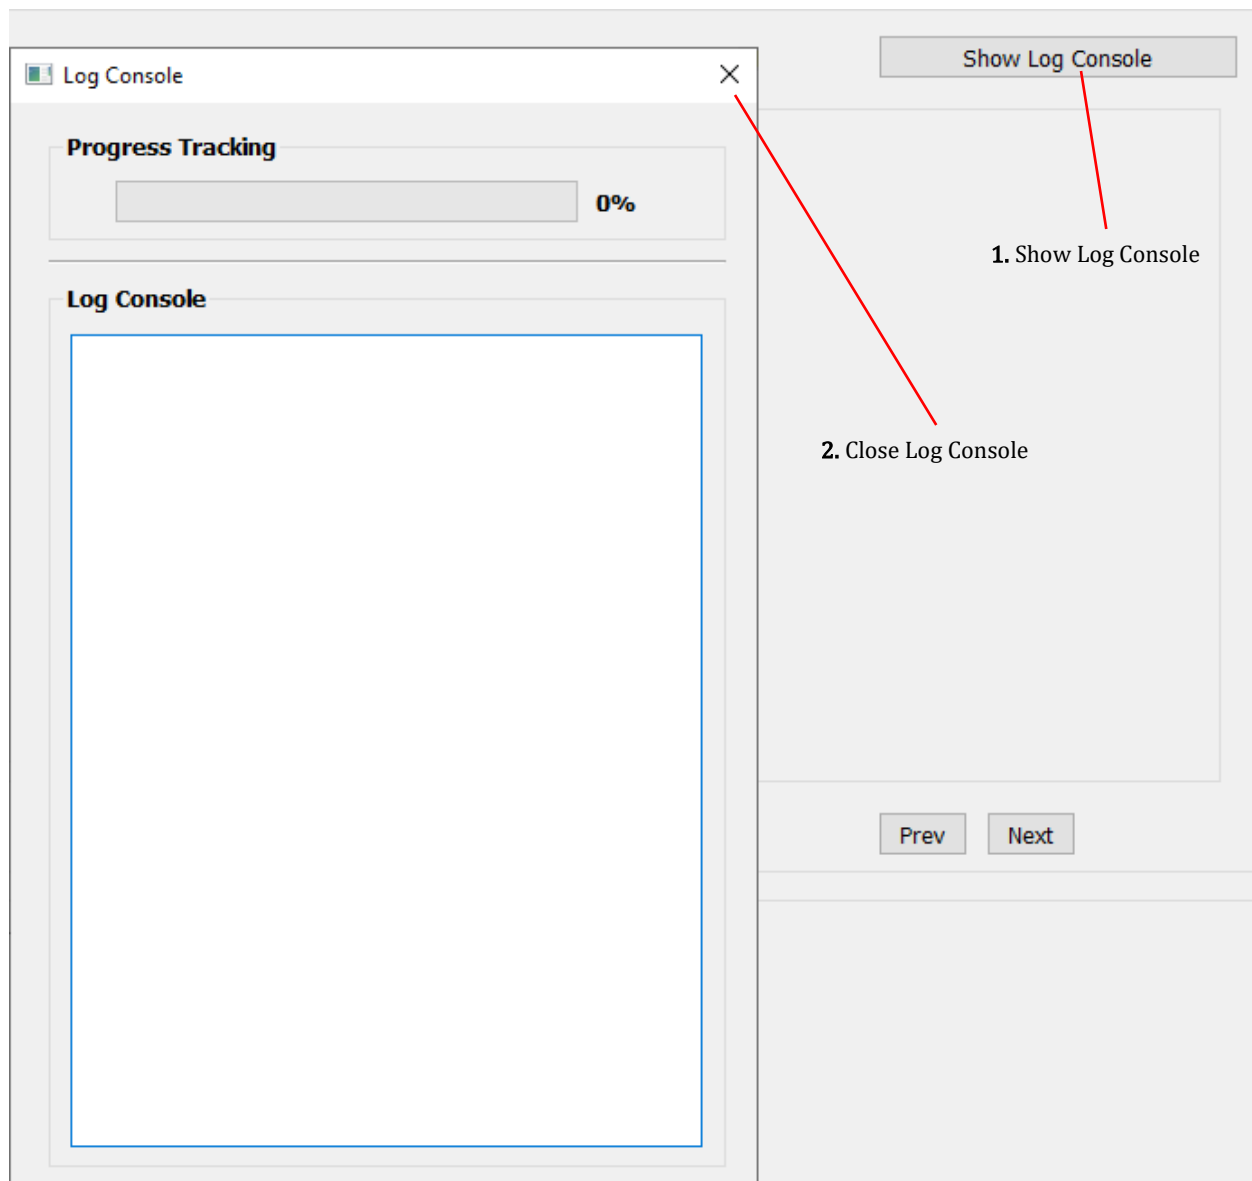 Show Log Console
Log Console
Progress Tracking
0%
1. Show Log Console
Log Console
2. Close Log Console
Prev
Next